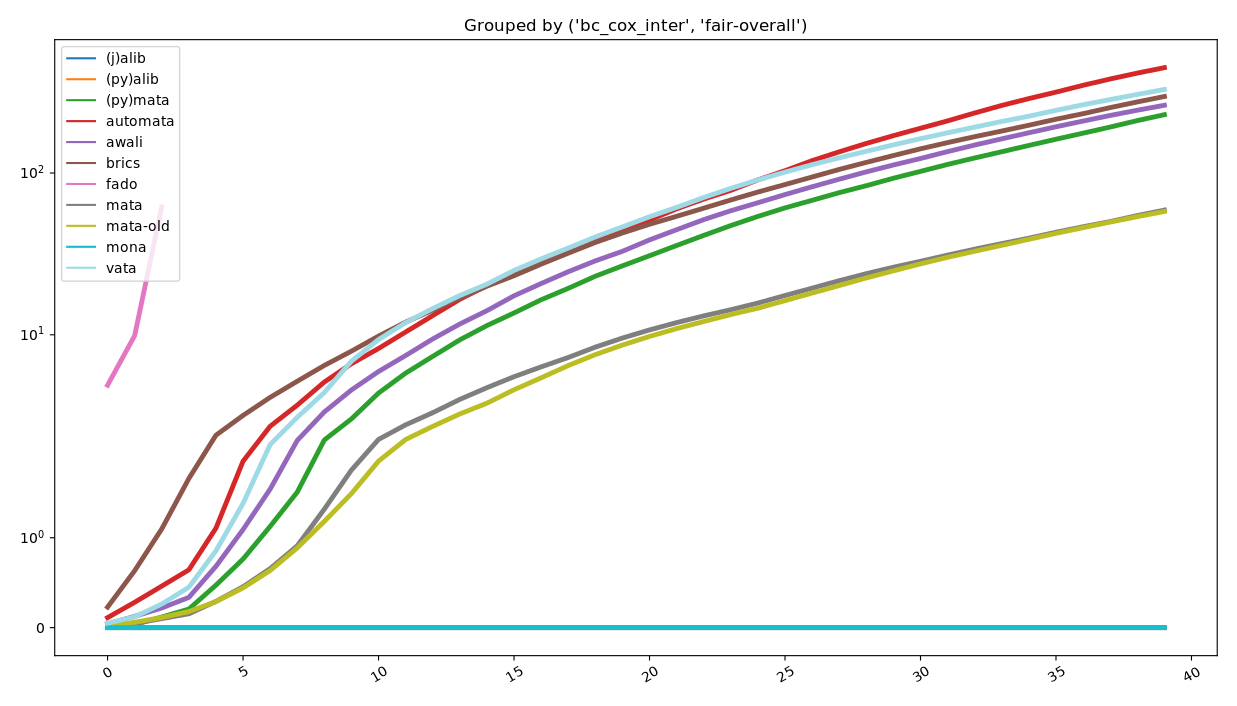 Grouped by ('bc_cox_inter', 'fair-overall')
(j)alib
(py)alib
(py)mata
automata
awali
brics
fado
mata
mata-old
mona
vata
10²
10¹
10⁰
0
0
5
10
15
20
25
30
35
40